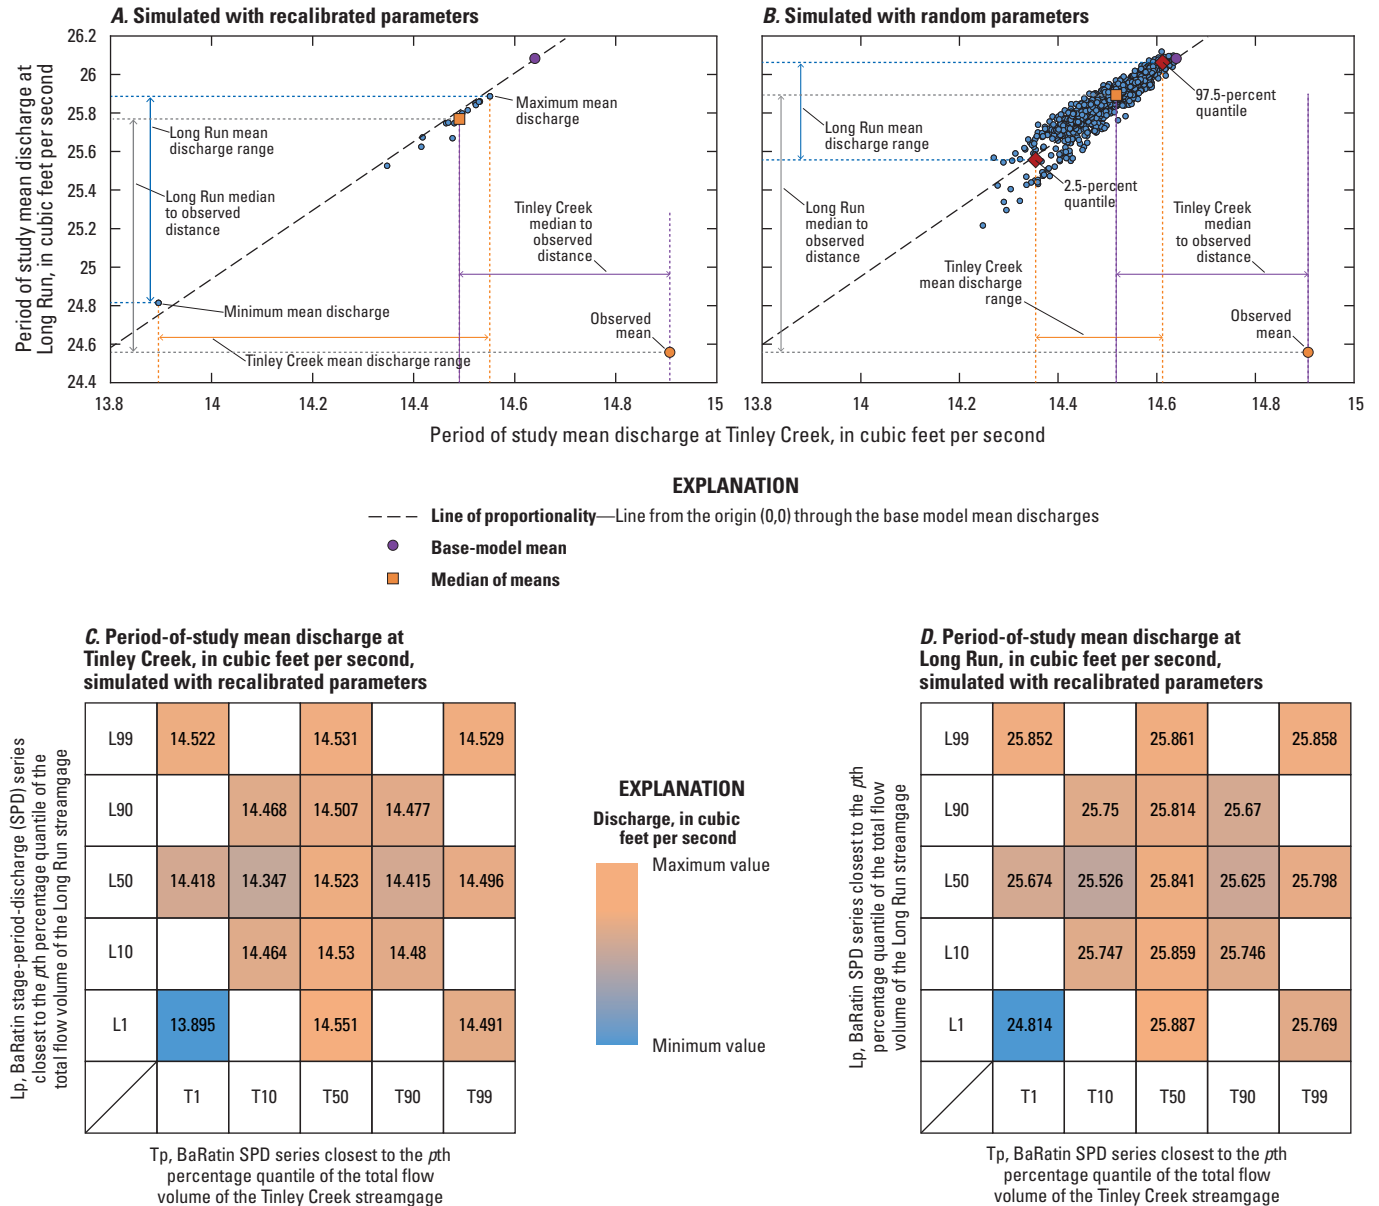 A. Simulated with recalibrated parameters
26.2
26
25.8
25.6
25.4
25.2
25
24.8
24.6
24.4
13.8
14
14.2
14.4
14.6
14.8
15
Period of study mean discharge at
Long Run, in cubic feet per second
Maximum mean
discharge
Long Run mean
discharge range
Long Run median
to observed
distance
Tinley Creek
median to
observed
distance
Minimum mean discharge
Tinley Creek mean discharge range
Observed
mean
B. Simulated with random parameters
97.5-percent
quantile
Long Run mean
discharge range
2.5-percent
quantile
Long Run
median to
observed
distance
Tinley Creek
median
to observed
distance
Tinley Creek
mean discharge
range
Observed
mean
13.8
14
14.2
14.4
14.6
14.8
15
Period of study mean discharge at Tinley Creek, in cubic feet per second
EXPLANATION
Line of proportionality—Line from the origin (0,0) through the base model mean discharges
Base-model mean
Median of means
C. Period-of-study mean discharge at
Tinley Creek, in cubic feet per second,
simulated with recalibrated parameters
Lp, BaRatin stage-period-discharge (SPD) series
closest to the pth percentage quantile of the
total flow volume of the Long Run streamgage
L99 14.522 14.531 14.529
L90 14.468 14.507 14.477
L50 14.418 14.347 14.523 14.415 14.496
L10 14.464 14.53 14.48
L1 13.895 14.551 14.491
T1 T10 T50 T90 T99
Tp, BaRatin SPD series closest to the pth
percentage quantile of the total flow
volume of the Tinley Creek streamgage
EXPLANATION
Discharge, in cubic
feet per second
Maximum value
Minimum value
D. Period-of-study mean discharge at
Long Run, in cubic feet per second,
simulated with recalibrated parameters
Lp, BaRatin SPD series closest to the pth
percentage quantile of the total flow
volume of the Long Run streamgage
L99 25.852 25.861 25.858
L90 25.75 25.814 25.67
L50 25.674 25.526 25.841 25.625 25.798
L10 25.747 25.859 25.746
L1 24.814 25.887 25.769
T1 T10 T50 T90 T99
Tp, BaRatin SPD series closest to the pth
percentage quantile of the total flow
volume of the Tinley Creek streamgage